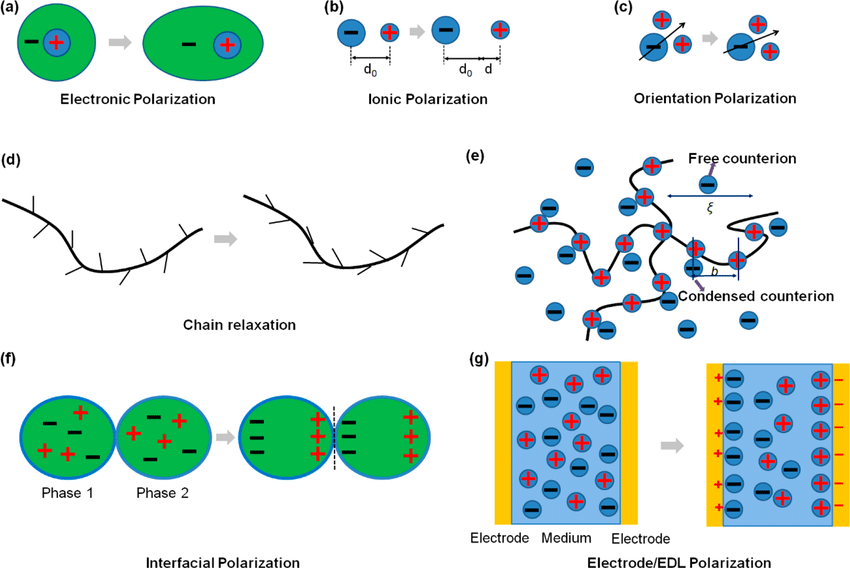 (a)
Electronic Polarization
(b)
d₀
d₀ d
Ionic Polarization
(c)
Orientation Polarization
(d)
Chain relaxation
(e)
Free counterion
ξ
b
Condensed counterion
(f)
Phase 1 Phase 2
Interfacial Polarization
(g)
Electrode Medium Electrode
Electrode/EDL Polarization